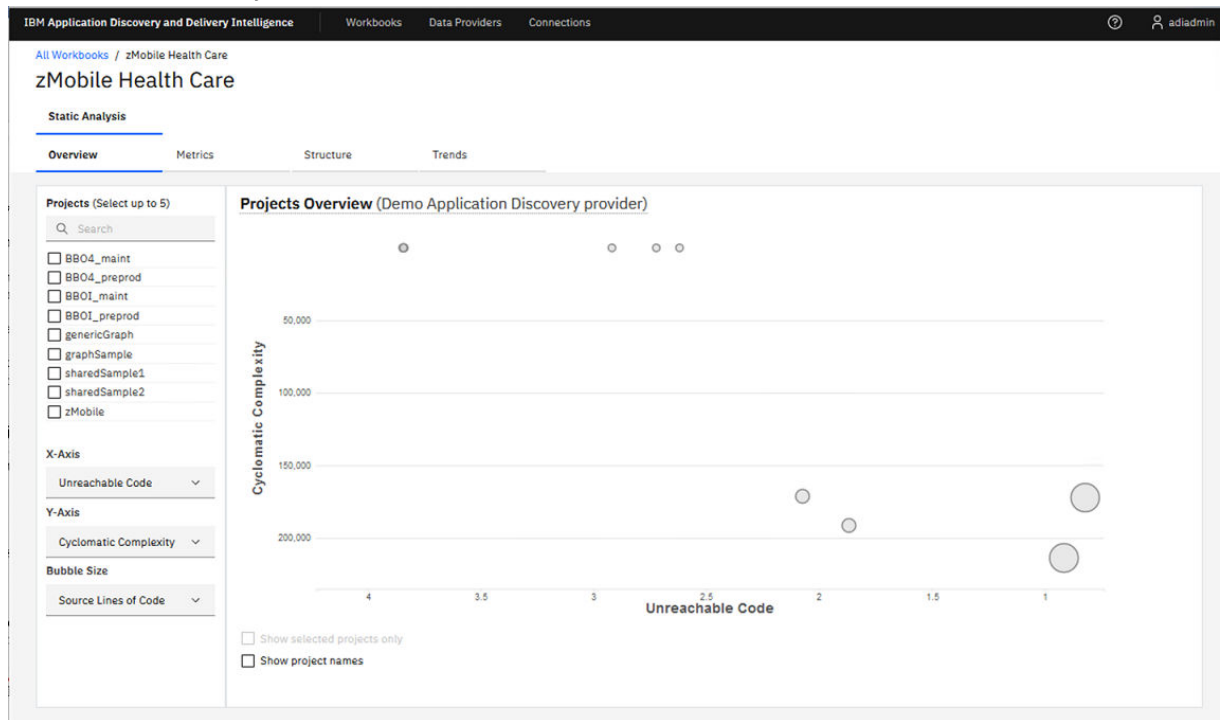 IBM Application Discovery and Delivery Intelligence Workbooks Data Providers Connections adiadmin
All Workbooks / zMobile Health Care
zMobile Health Care
Static Analysis
Overview Metrics Structure Trends
Projects (Select up to 5)
Search
BBO4_maint
BBO4_preprod
BBOI_maint
BBOI_preprod
genericGraph
graphSample
sharedSample1
sharedSample2
zMobile
X-Axis
Unreachable Code
Y-Axis
Cyclomatic Complexity
Bubble Size
Source Lines of Code
Projects Overview (Demo Application Discovery provider)
Cyclomatic Complexity
50,000
100,000
150,000
200,000
4 3.5 3 2.5 2 1.5 1
Unreachable Code
Show selected projects only
Show project names